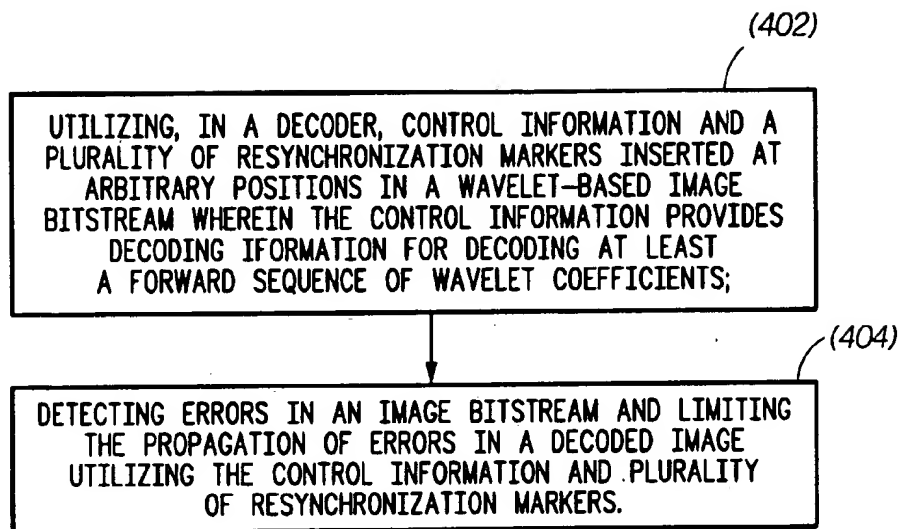 (402)
UTILIZING, IN A DECODER, CONTROL INFORMATION AND A
PLURALITY OF RESYNCHRONIZATION MARKERS INSERTED AT
ARBITRARY POSITIONS IN A WAVELET-BASED IMAGE
BITSTREAM WHEREIN THE CONTROL INFORMATION PROVIDES
DECODING IFORMATION FOR DECODING AT LEAST
A FORWARD SEQUENCE OF WAVELET COEFFICIENTS;
(404)
DETECTING ERRORS IN AN IMAGE BITSTREAM AND LIMITING
THE PROPAGATION OF ERRORS IN A DECODED IMAGE
UTILIZING THE CONTROL INFORMATION AND PLURALITY
OF RESYNCHRONIZATION MARKERS.